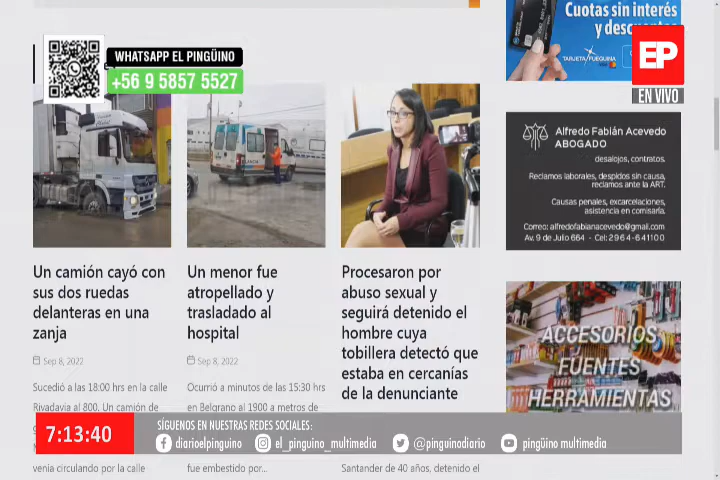 Cuotas sin interés
y
TARJETA FUEGUINA
EP
EN VIVO
WHATSAPP EL PINGÜINO
+56 9 5857 5527
Alfredo Fabián Acevedo
ABOGADO
desalojos, contratos.
Reclamos laborales, despidos sin causa,
reclamos ante la ART.
Causas penales, excarcelaciones,
asistencia en comisaría.
Correo: alfredofabianacevedo@gmail.com
Av. 9 de Julio 664 - Cel: 2964-641100
Un camión cayó con
sus dos ruedas
delanteras en una
zanja
Sep 8, 2022
Sucedió a las 18:00 hrs en la calle
Rivadavia al 800. Un camión de
venia circulando por la calle
Un menor fue
atropellado y
trasladado al
hospital
Sep 8, 2022
Ocurrió a minutos de las 15:30 hrs
en Belgrano al 1900 a metros de
fue embestido por...
Procesaron por
abuso sexual y
seguirá detenido el
hombre cuya
tobillera detectó que
estaba en cercanías
de la denunciante
Santander de 40 años, detenido el
ACCESORIOS
FUENTES
HERRAMIENTAS
7:13:40
SÍGUENOS EN NUESTRAS REDES SOCIALES:
diarioelpinguino
el_pinguino_multimedia
@pinguinodiario
pingüino multimedia